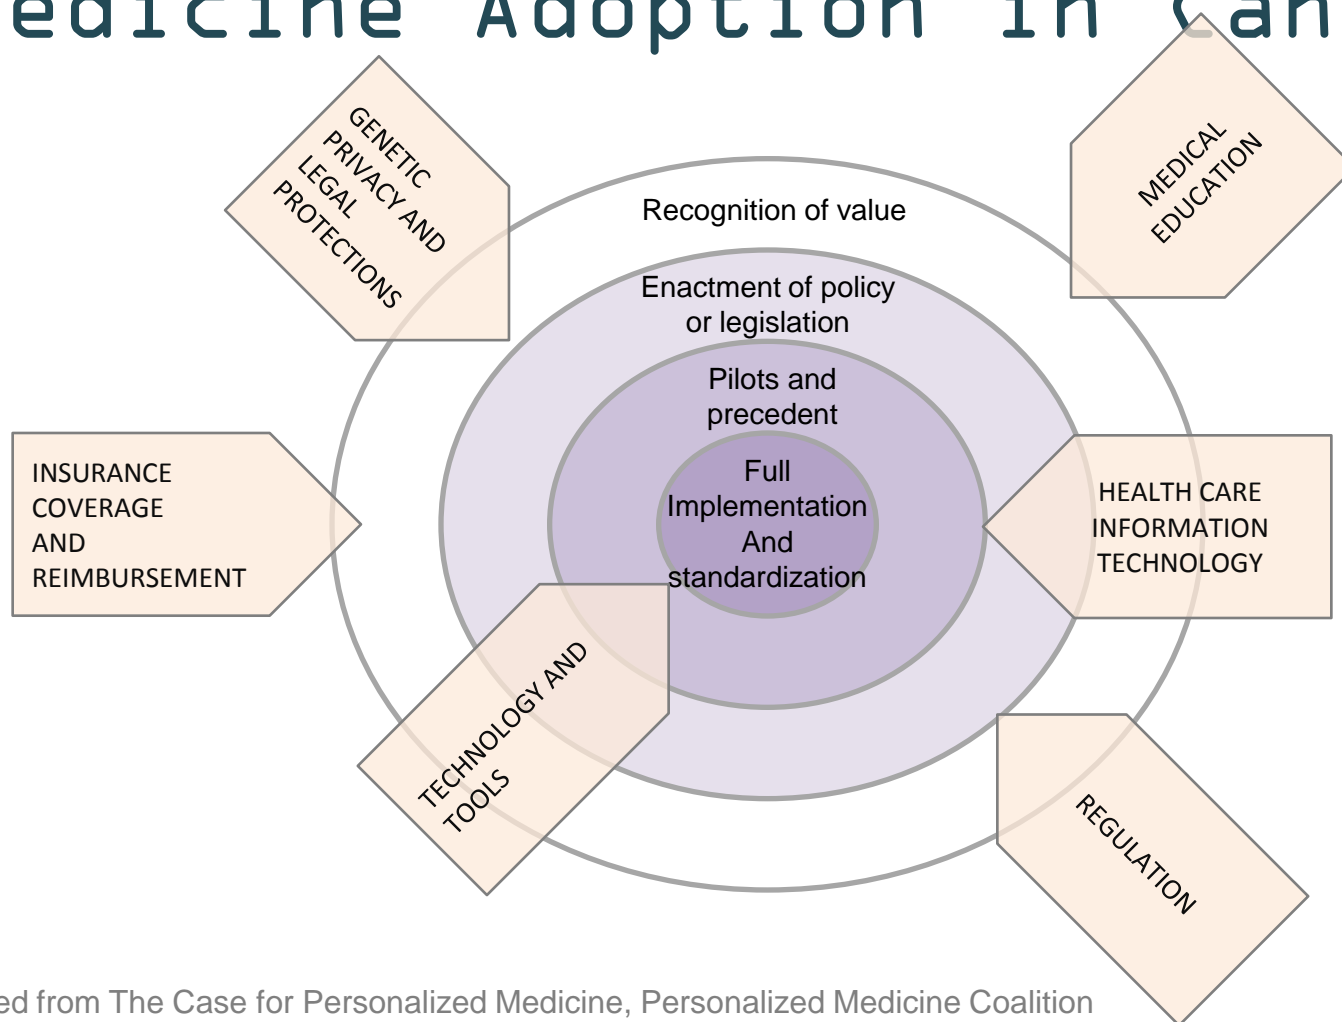 edicine Adoption in Can
GENETIC
PRIVACY AND
LEGAL
PROTECTIONS
MEDICAL
EDUCATION
Recognition of value
Enactment of policy
or legislation
Pilots and
precedent
Full
Implementation
And
standardization
INSURANCE
COVERAGE
AND
REIMBURSEMENT
HEALTH CARE
INFORMATION
TECHNOLOGY
TECHNOLOGY AND
TOOLS
REGULATION
ed from The Case for Personalized Medicine, Personalized Medicine Coalition